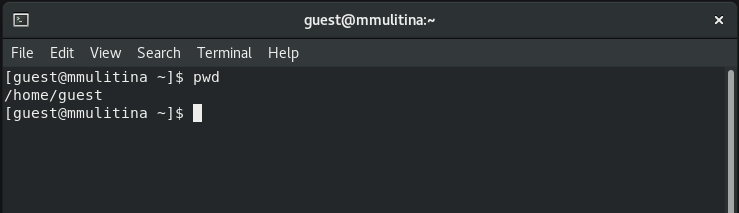 guest@mmulitina:~
File Edit View Search Terminal Help
[guest@mmulitina ~]$ pwd
/home/guest
[guest@mmulitina ~]$